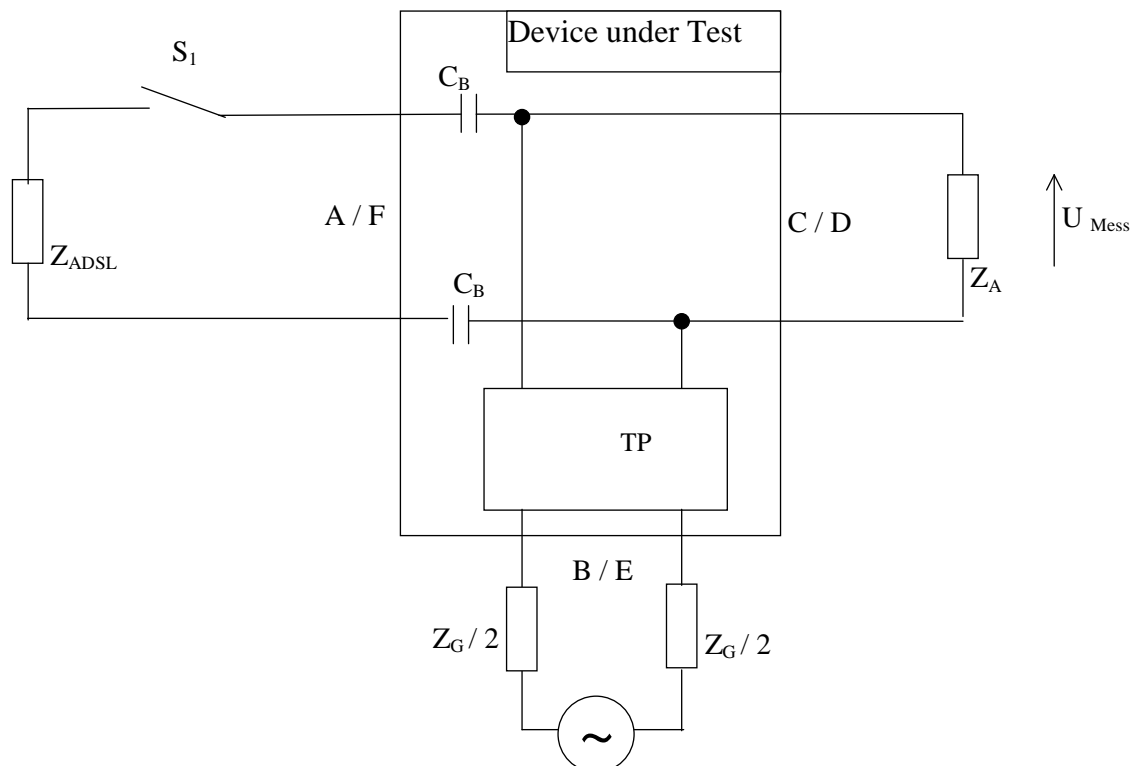 Device under Test
S1
CB
A / F
C / D
U Mess
ZADSL
CB
ZA
TP
B / E
ZG / 2
ZG / 2
~